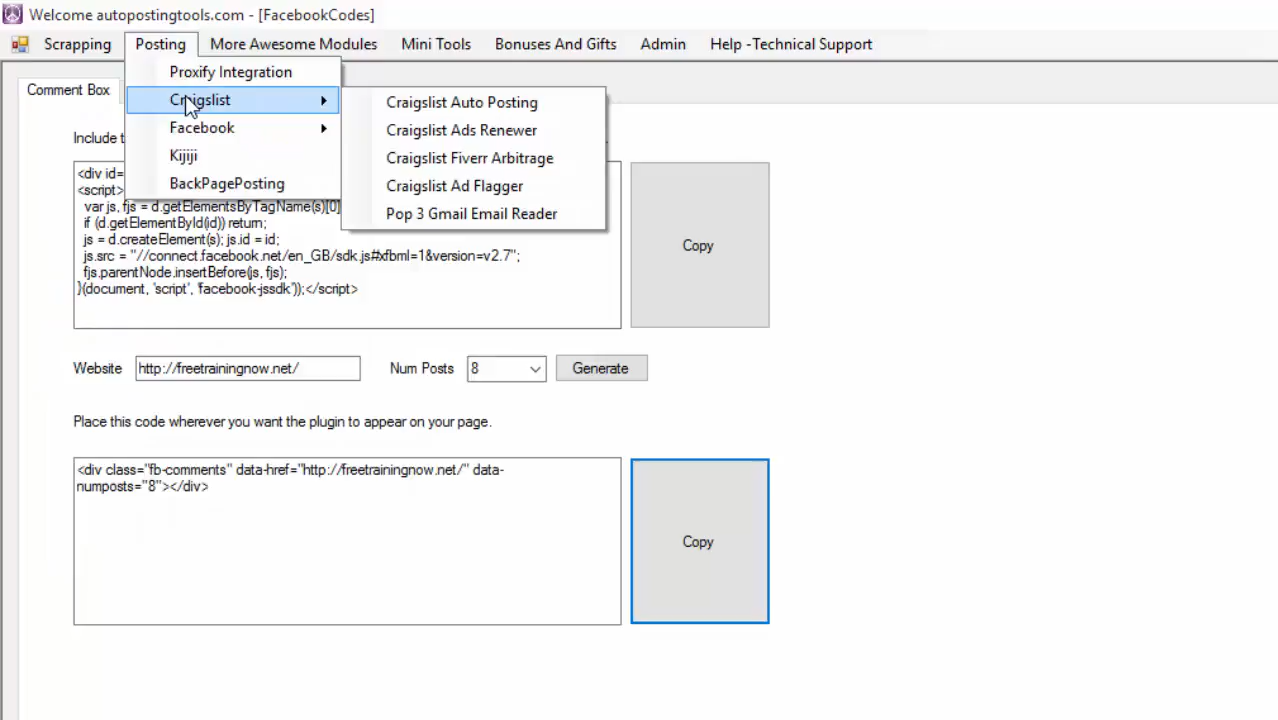 Welcome autopostingtools.com - [FacebookCodes]
Scrapping Posting More Awesome Modules Mini Tools Bonuses And Gifts Admin Help -Technical Support
Proxify Integration
Comment Box
Craigslist
Craigslist Auto Posting
Facebook
Craigslist Ads Renewer
Include t
Kijiji
Craigslist Fiverr Arbitrage
BackPagePosting
Craigslist Ad Flagger
Pop 3 Gmail Email Reader
<div id=
<script>
var js, fjs = d.getElementsByTagName(s)[0]
if (d.getElementById(id)) return;
js = d.createElement(s); js.id = id;
js.src = "//connect.facebook.net/en_GB/sdk.js#xfbml=1&version=v2.7";
fjs.parentNode.insertBefore(js, fjs);
}(document, 'script', 'facebook-jssdk'));</script>
Copy
Website http://freetrainingnow.net/ Num Posts 8 Generate
Place this code wherever you want the plugin to appear on your page.
<div class="fb-comments" data-href="http://freetrainingnow.net/" data-
numposts="8"></div>
Copy